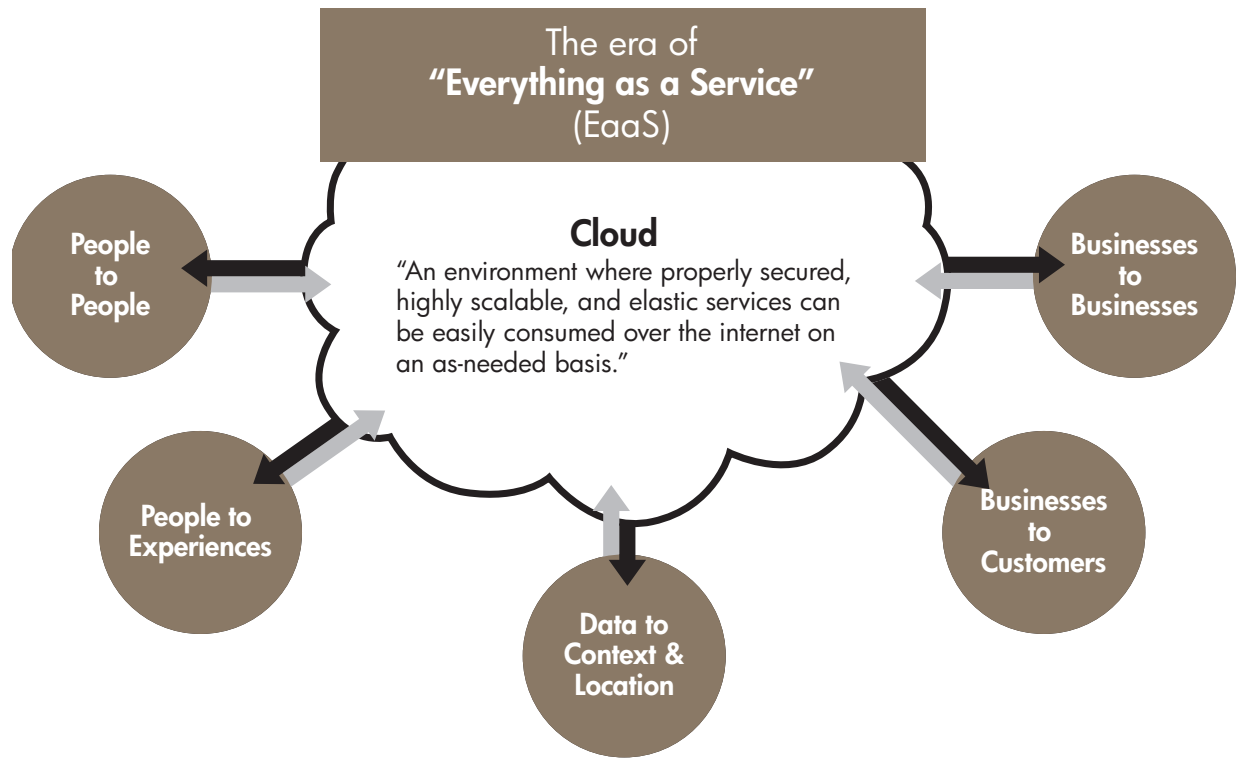 The era of
“Everything as a Service”
(EaaS)
Cloud
“An environment where properly secured,
highly scalable, and elastic services can
be easily consumed over the internet on
an as-needed basis.”
People
to
People
People to
Experiences
Data to
Context &
Location
Businesses
to
Customers
Businesses
to
Businesses